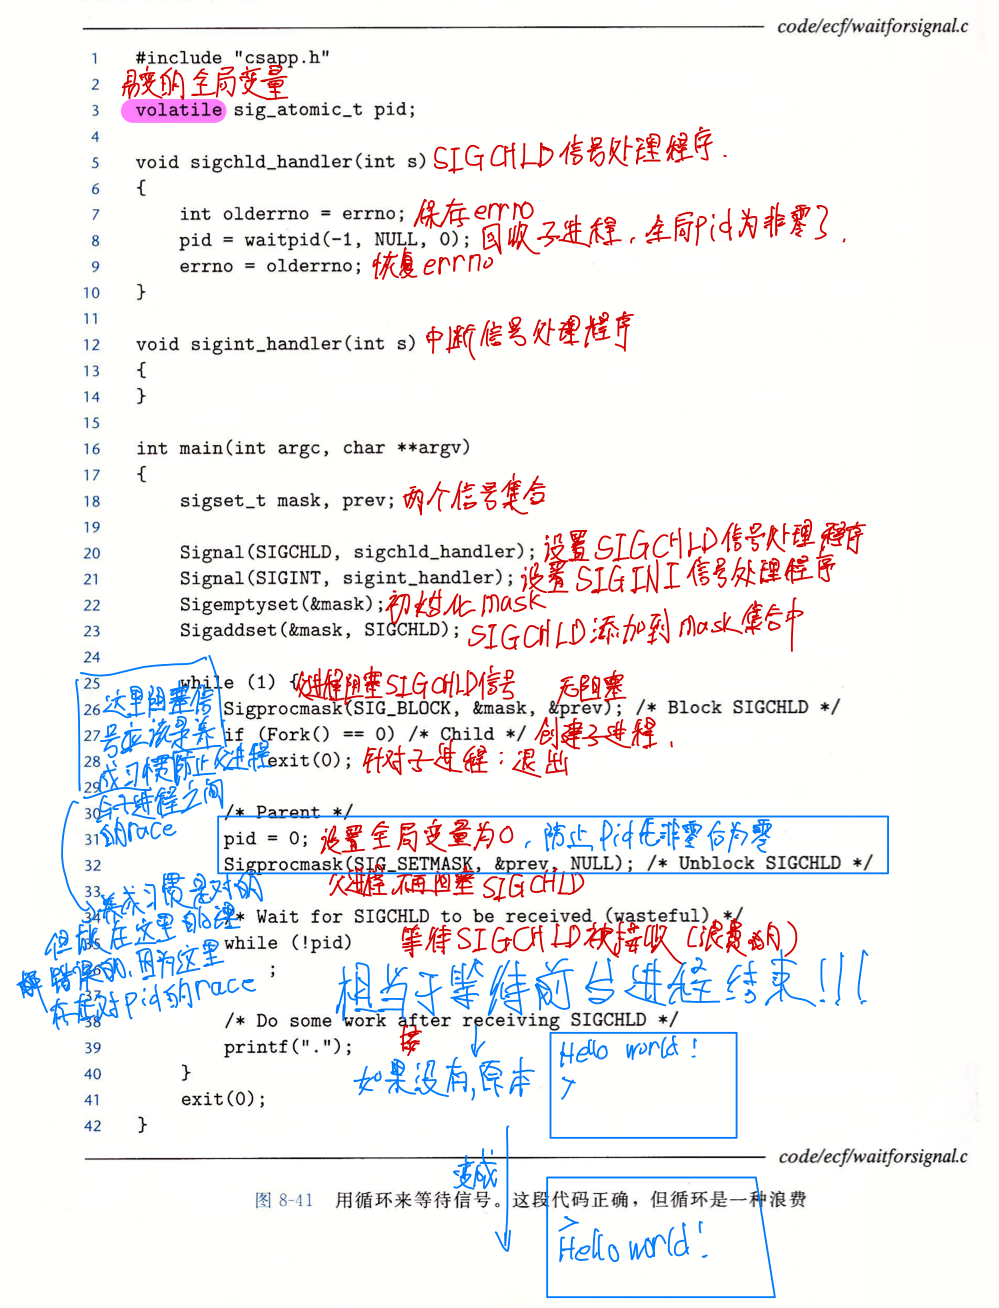 code/ecf/waitforsignal.c
1 #include "csapp.h"
2 易变的全局变量
3 volatile sig_atomic_t pid;
4
5 void sigchld_handler(int s) SIGCHLD信号处理程序.
6 {
7 int olderrno = errno; 保存errno
8 pid = waitpid(-1, NULL, 0); 回收子进程, 全局pid为非零了.
9 errno = olderrno; 恢复errno
10 }
11
12 void sigint_handler(int s) 中断信号处理程序
13 {
14 }
15
16 int main(int argc, char **argv)
17 {
18 sigset_t mask, prev; 两个信号集合
19
20 Signal(SIGCHLD, sigchld_handler); 设置SIGCHLD信号处理程序
21 Signal(SIGINT, sigint_handler); 设置SIGINI信号处理程序
22 Sigemptyset(&mask); 初始化mask
23 Sigaddset(&mask, SIGCHLD); SIGCHLD添加到mask集合中
24
25 while (1) { 父进程阻塞SIGCHLD信号 无阻塞
26 Sigprocmask(SIG_BLOCK, &mask, &prev); /* Block SIGCHLD */
27 if (Fork() == 0) /* Child */ 创建子进程.
28 exit(0); 针对子进程:退出
29
30 /* Parent */
31 pid = 0; 设置全局变量为0, 防止pid先非零后为零
32 Sigprocmask(SIG_SETMASK, &prev, NULL); /* Unblock SIGCHLD */
33 父进程不再阻塞SIGCHLD
34 /* Wait for SIGCHLD to be received (wasteful) */
35 while (!pid) 等待SIGCHLD被接收(浪费的)
36 ;
相当于等待前台进程结束!!!
37
38 /* Do some work after receiving SIGCHLD */
39 printf(".");
40 }
41 exit(0);
42 }
这里阻塞信
号应该是养
成习惯防止父进程
与子进程之间
的race
养成习惯是对的
但放在这里的理
解错误的,因为这里
存在对pid的race
如果没有,原本
Hello world!
>
变成
>
Hello world!
code/ecf/waitforsignal.c
图 8-41 用循环来等待信号。这段代码正确，但循环是一种浪费